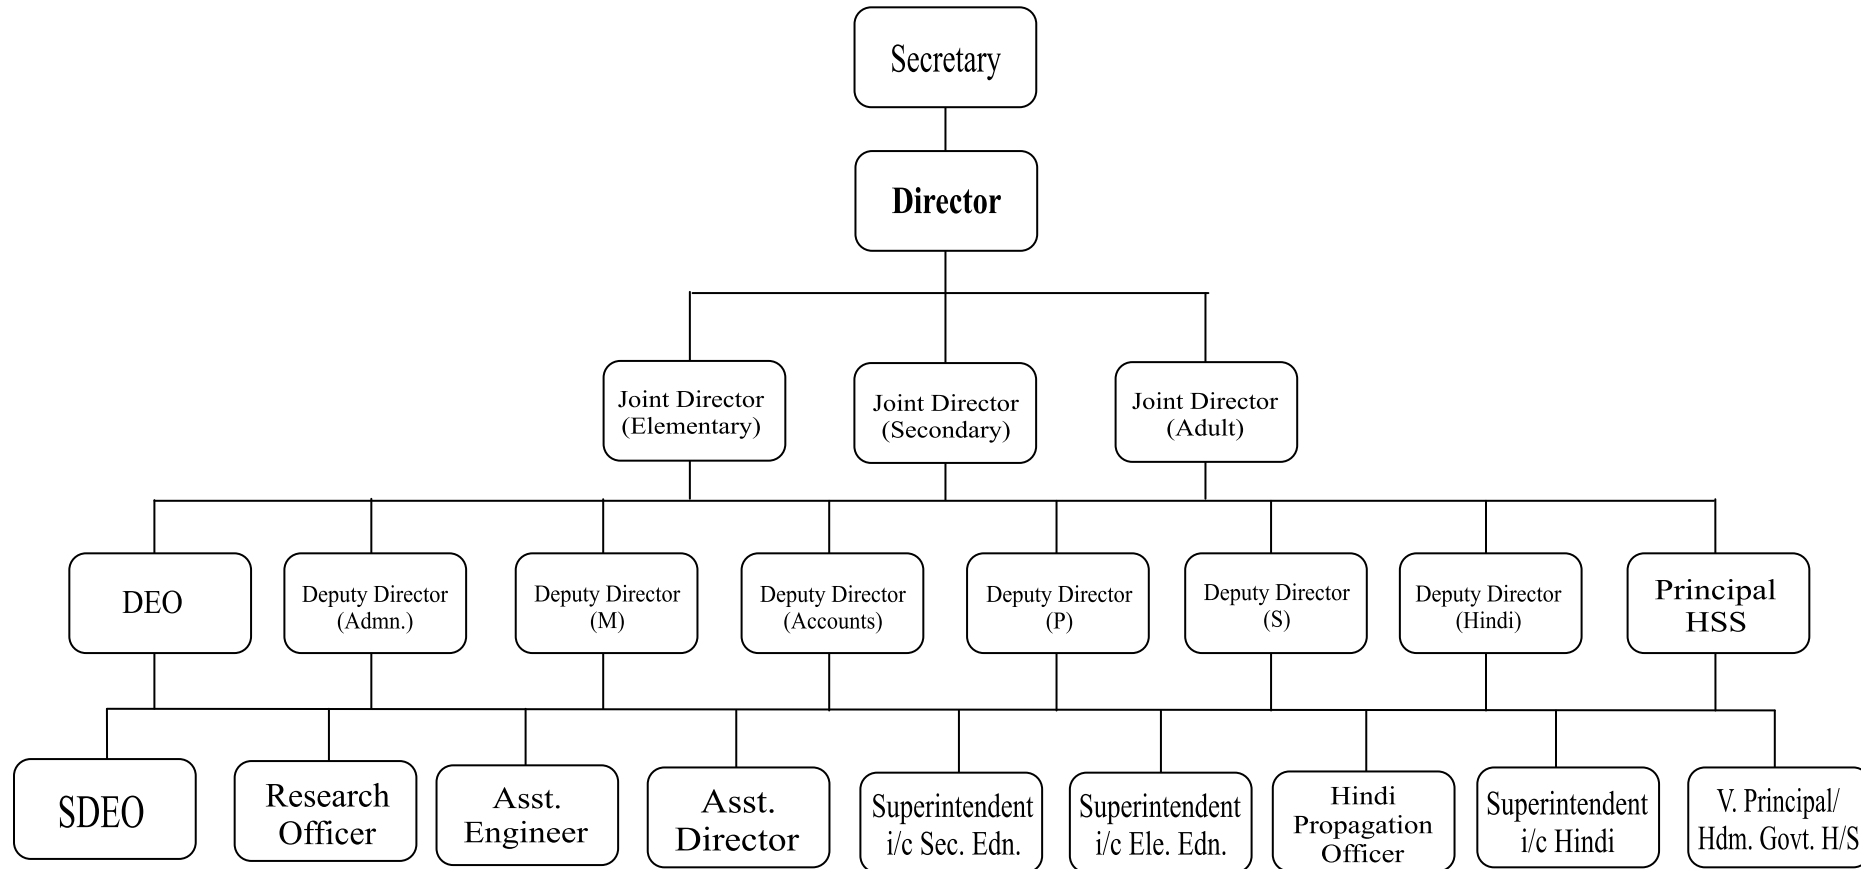 Secretary
Director
Joint Director
(Elementary)
Joint Director
(Secondary)
Joint Director
(Adult)
DEO
Deputy Director
(Admn.)
Deputy Director
(M)
Deputy Director
(Accounts)
Deputy Director
(P)
Deputy Director
(S)
Deputy Director
(Hindi)
Principal
HSS
SDEO
Research
Officer
Asst.
Engineer
Asst.
Director
Superintendent
i/c Sec. Edn.
Superintendent
i/c Ele. Edn.
Hindi
Propagation
Officer
Superintendent
i/c Hindi
V. Principal/
Hdm. Govt. H/S